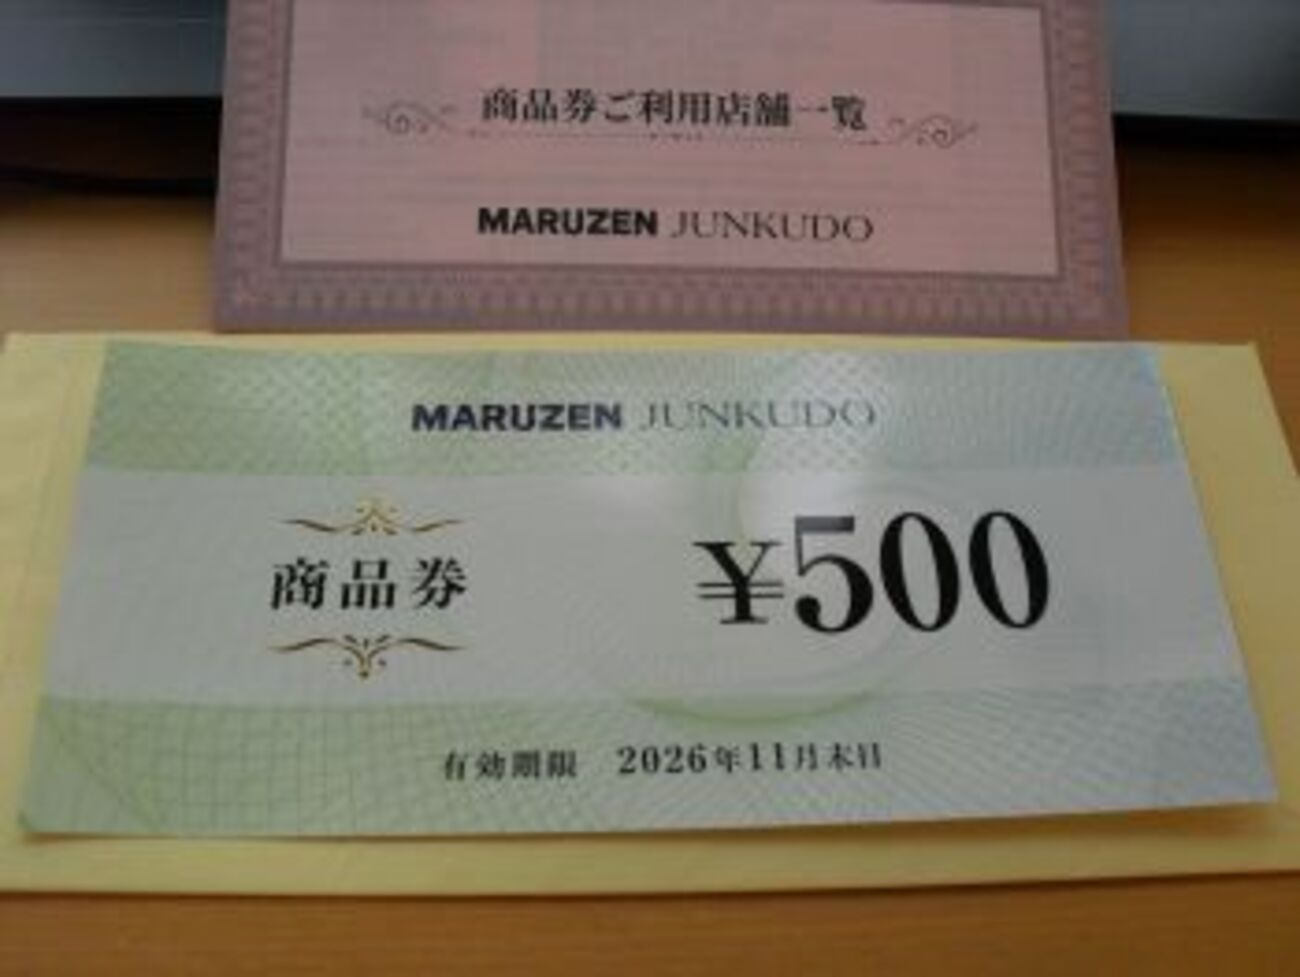 商品券ご利用店舗一覧
MARUZEN JUNKUDO
MARUZEN JUNKUDO
商品券
¥500
有効期限 2026年11月末日